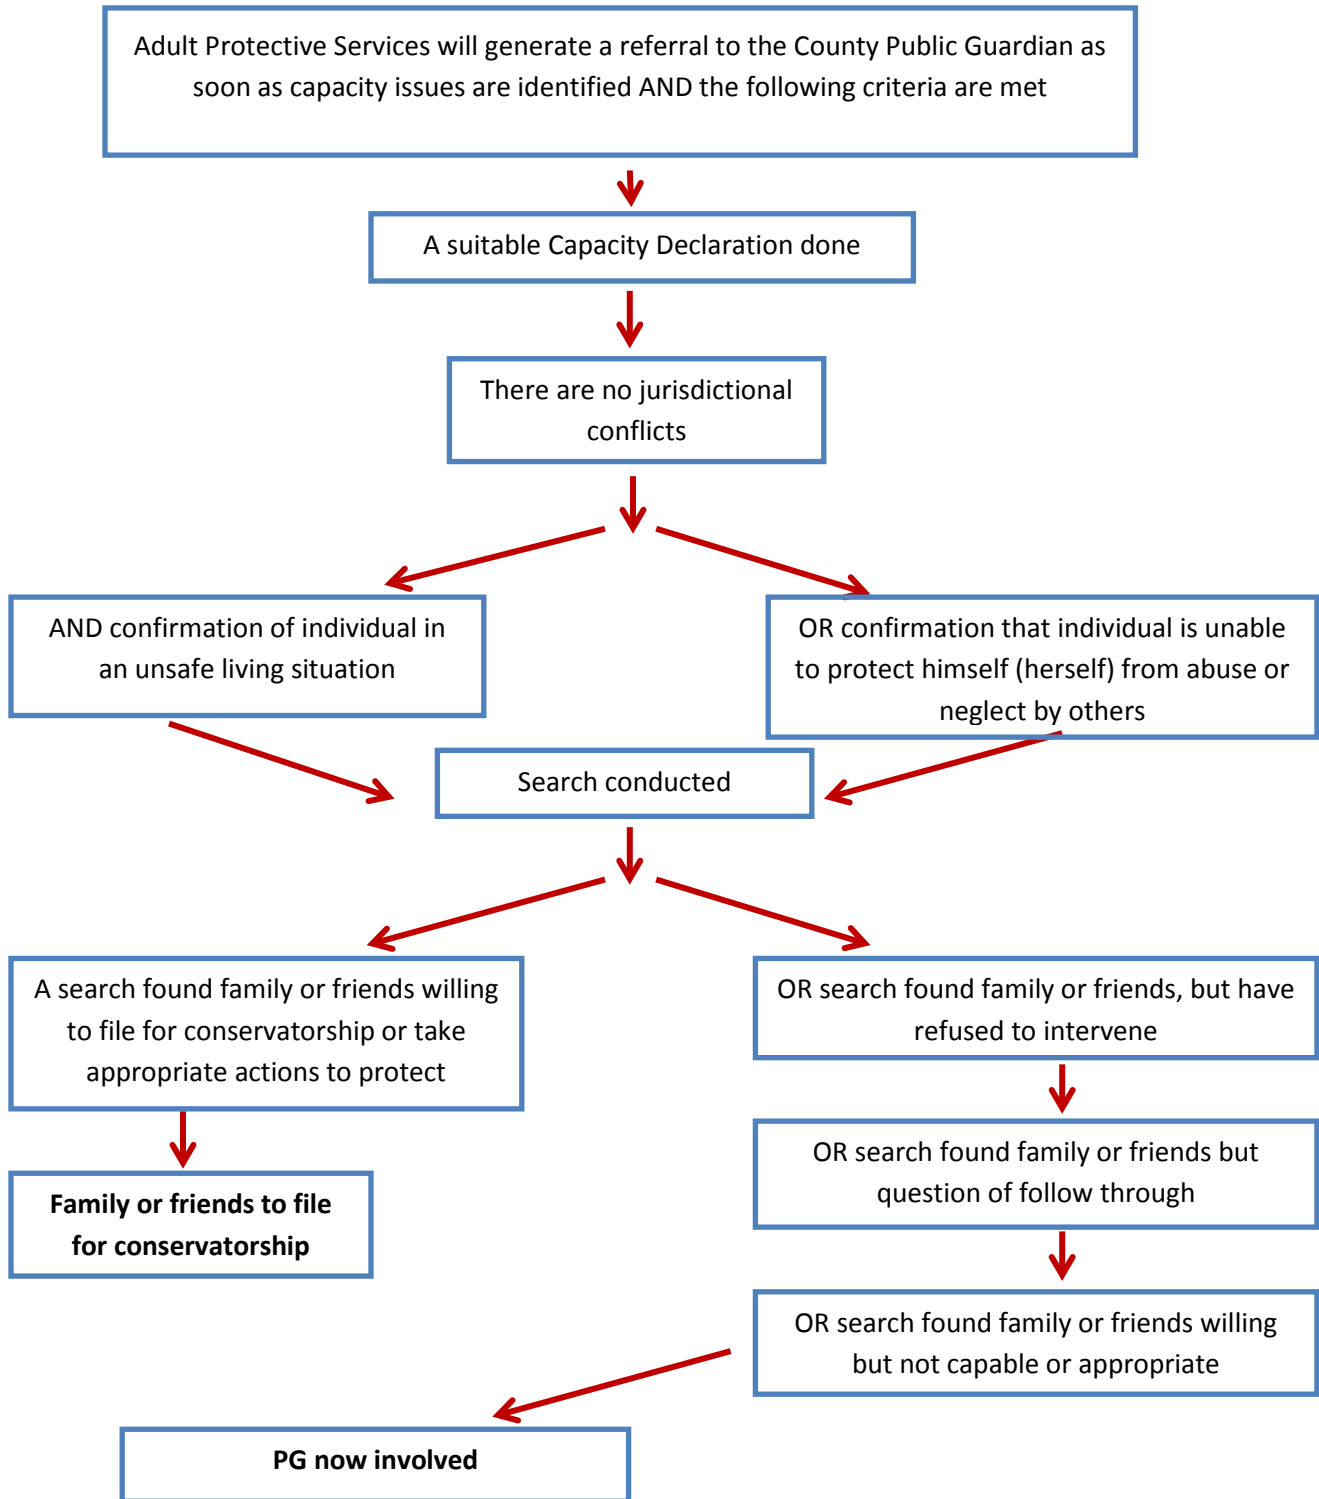 Adult Protective Services will generate a referral to the County Public Guardian as
soon as capacity issues are identified AND the following criteria are met
A suitable Capacity Declaration done
There are no jurisdictional
conflicts
AND confirmation of individual in
an unsafe living situation
OR confirmation that individual is unable
to protect himself (herself) from abuse or
neglect by others
Search conducted
A search found family or friends willing
to file for conservatorship or take
appropriate actions to protect
Family or friends to file
for conservatorship
OR search found family or friends, but have
refused to intervene
OR search found family or friends but
question of follow through
OR search found family or friends willing
but not capable or appropriate
PG now involved